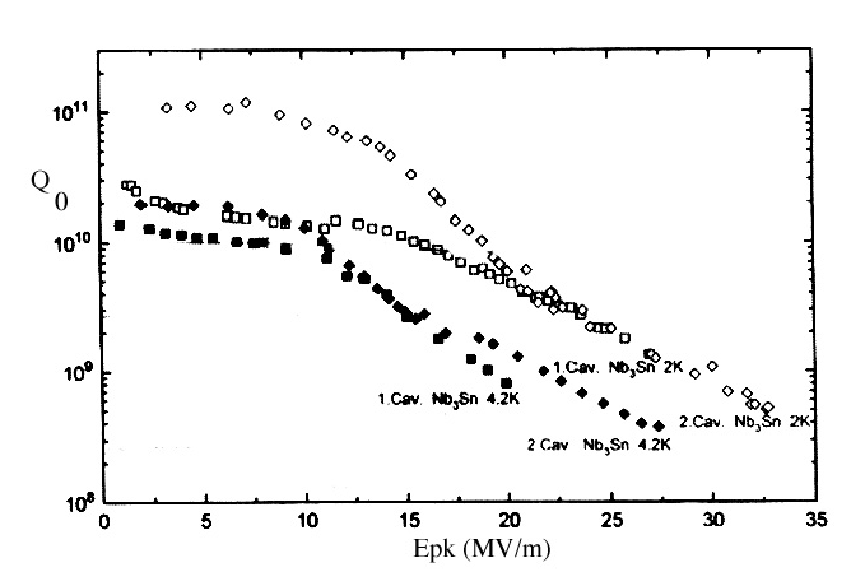 10¹¹
Q₀
10¹⁰
10⁹
1.Cav. Nb₃Sn 2K
1.Cav. Nb₃Sn 4.2K
2.Cav. Nb₃Sn 2K
2 Cav Nb₃Sn 4.2K
10⁸
0 5 10 15 20 25 30 35
Epk (MV/m)